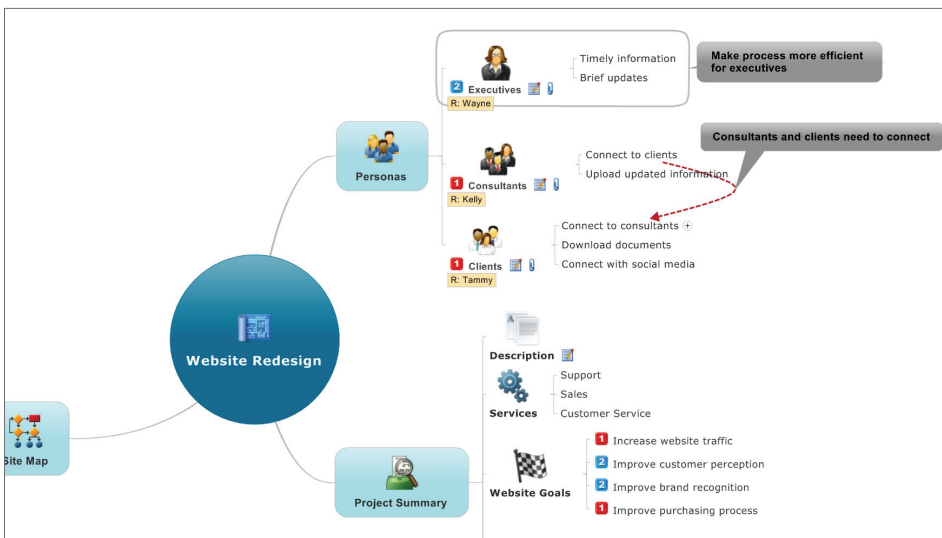 Timely information
Brief updates
2 Executives
R: Wayne
Make process more efficient
for executives
Consultants and clients need to connect
Personas
Connect to clients
Upload updated information
1 Consultants
R: Kelly
Connect to consultants
Download documents
Connect with social media
1 Clients
R: Tammy
Website Redesign
Site Map
Project Summary
A
Description
Support
Sales
Customer Service
Services
1 Increase website traffic
2 Improve customer perception
2 Improve brand recognition
1 Improve purchasing process
Website Goals